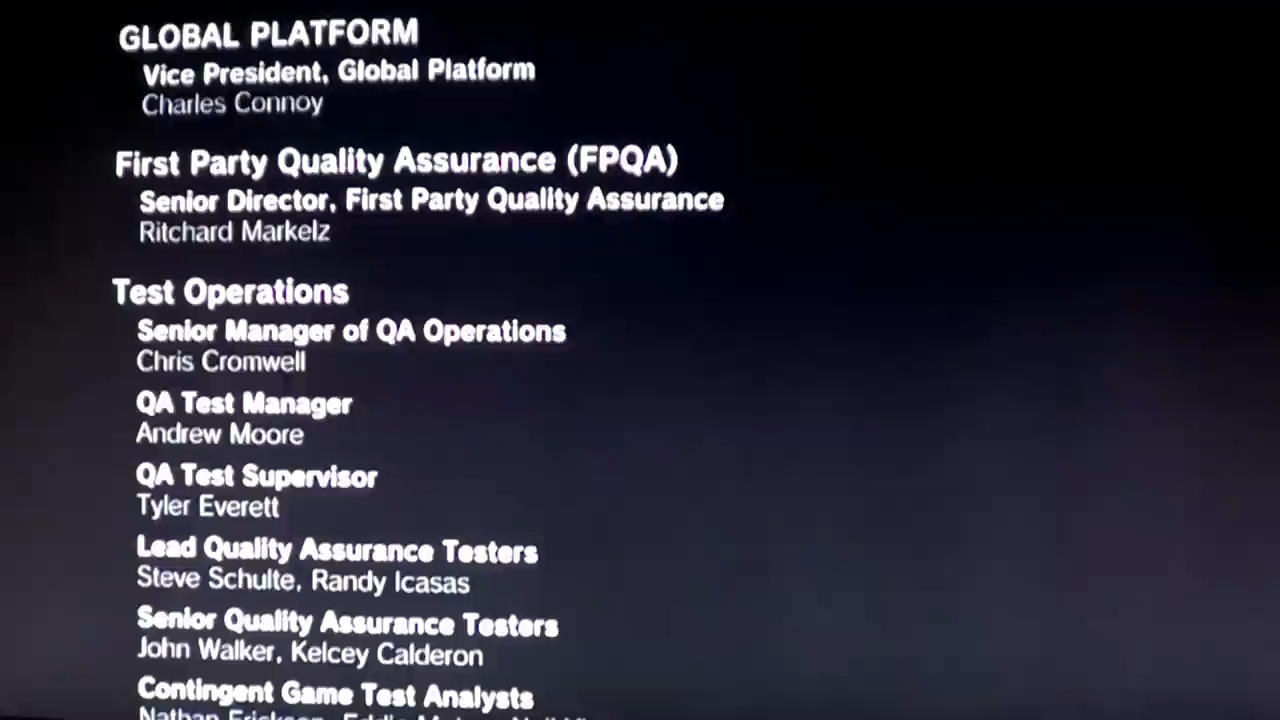 GLOBAL PLATFORM
Vice President, Global Platform
Charles Connoy
First Party Quality Assurance (FPQA)
Senior Director, First Party Quality Assurance
Ritchard Markelz
Test Operations
Senior Manager of QA Operations
Chris Cromwell
QA Test Manager
Andrew Moore
QA Test Supervisor
Tyler Everett
Lead Quality Assurance Testers
Steve Schulte, Randy Icasas
Senior Quality Assurance Testers
John Walker, Kelcey Calderon
Contingent Game Test Analysts
Nathan